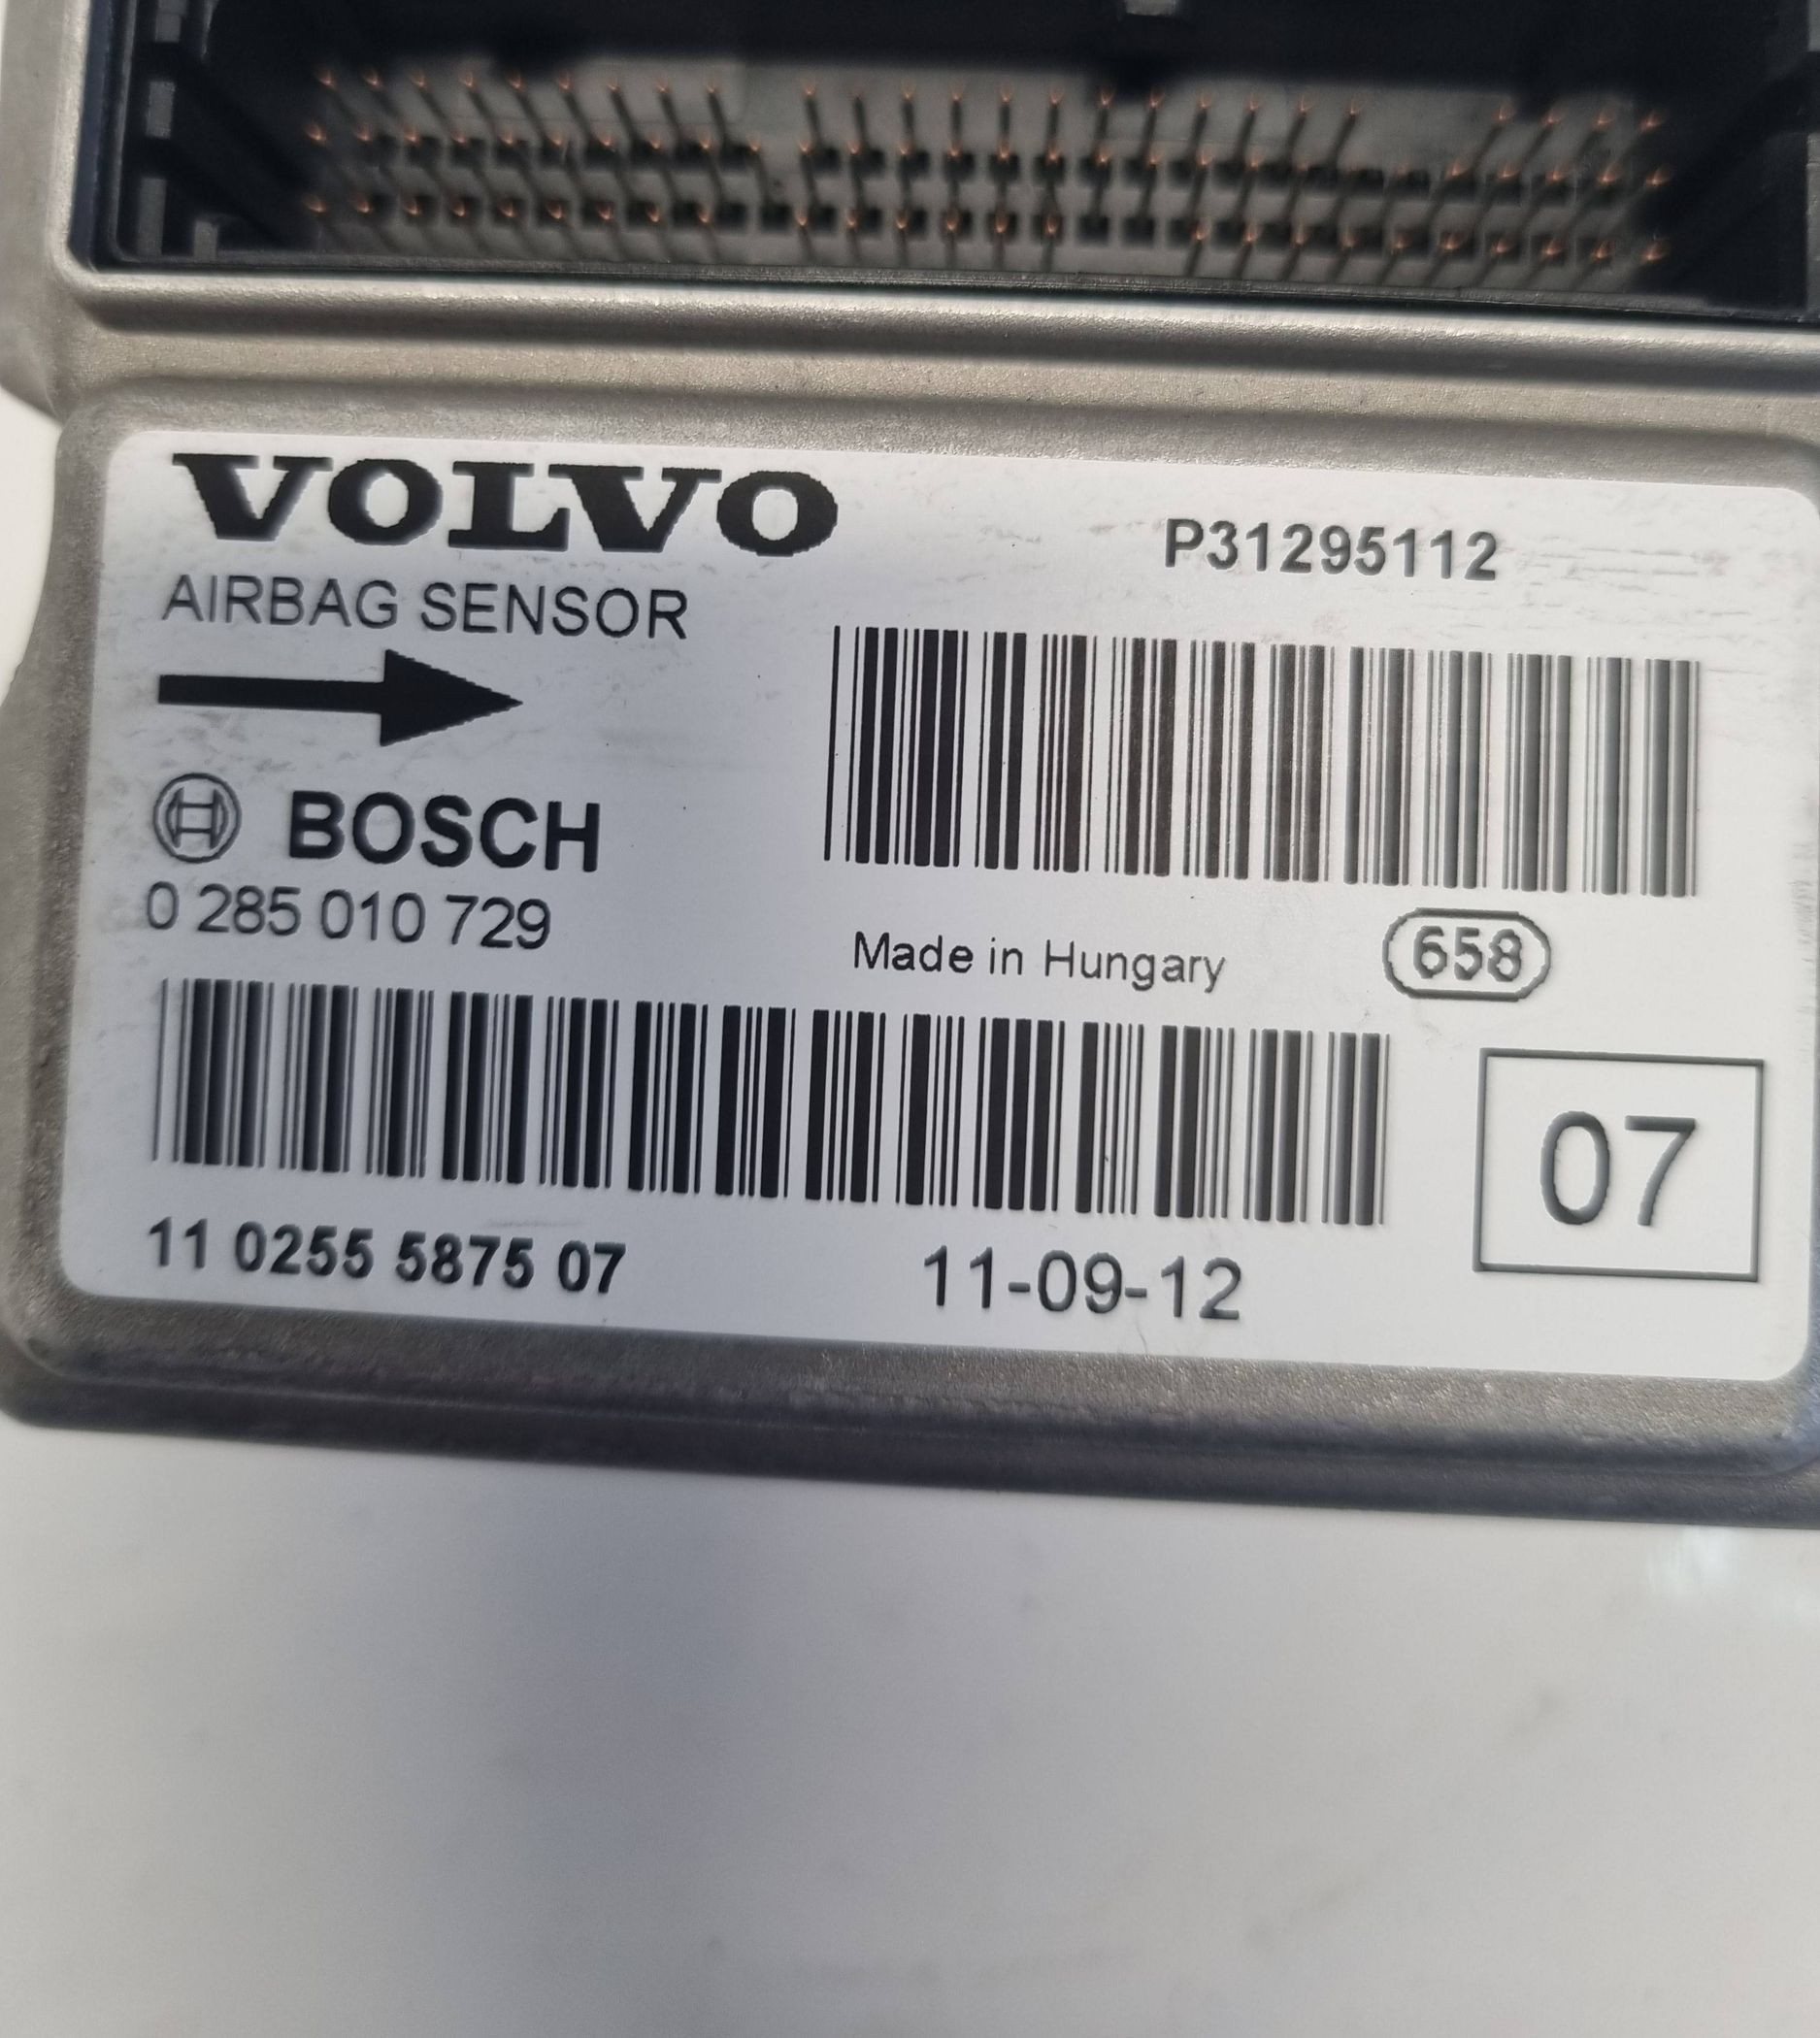 VOLVO
P31295112
AIRBAG SENSOR
BOSCH
0 285 010 729
Made in Hungary
658
07
11 0255 5875 07
11-09-12